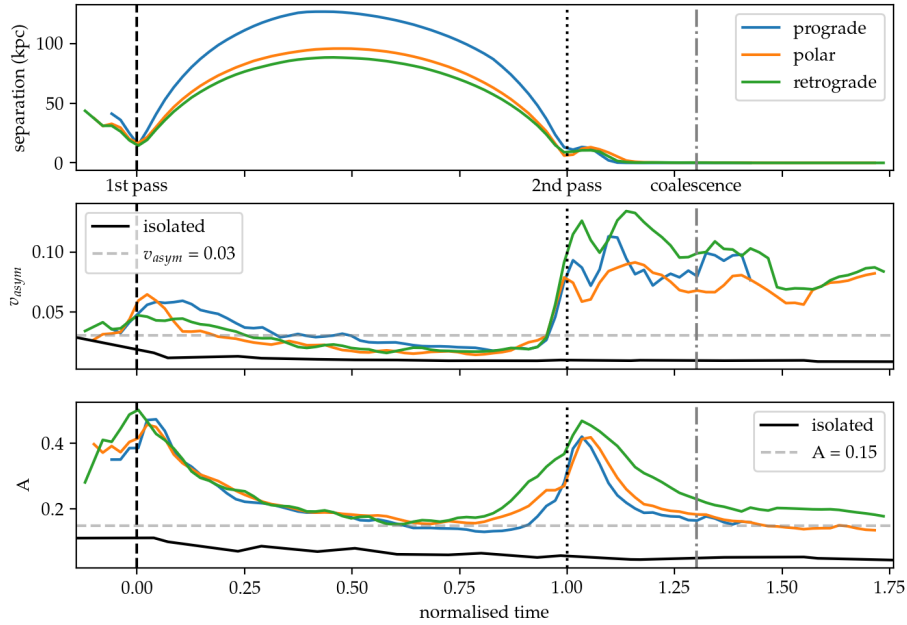 separation (kpc)
100
50
0
prograde
polar
retrograde
1st pass
2nd pass
coalescence
v_asym
0.10
0.05
isolated
v_asym = 0.03
A
0.4
0.2
isolated
A = 0.15
0.00 0.25 0.50 0.75 1.00 1.25 1.50 1.75
normalised time